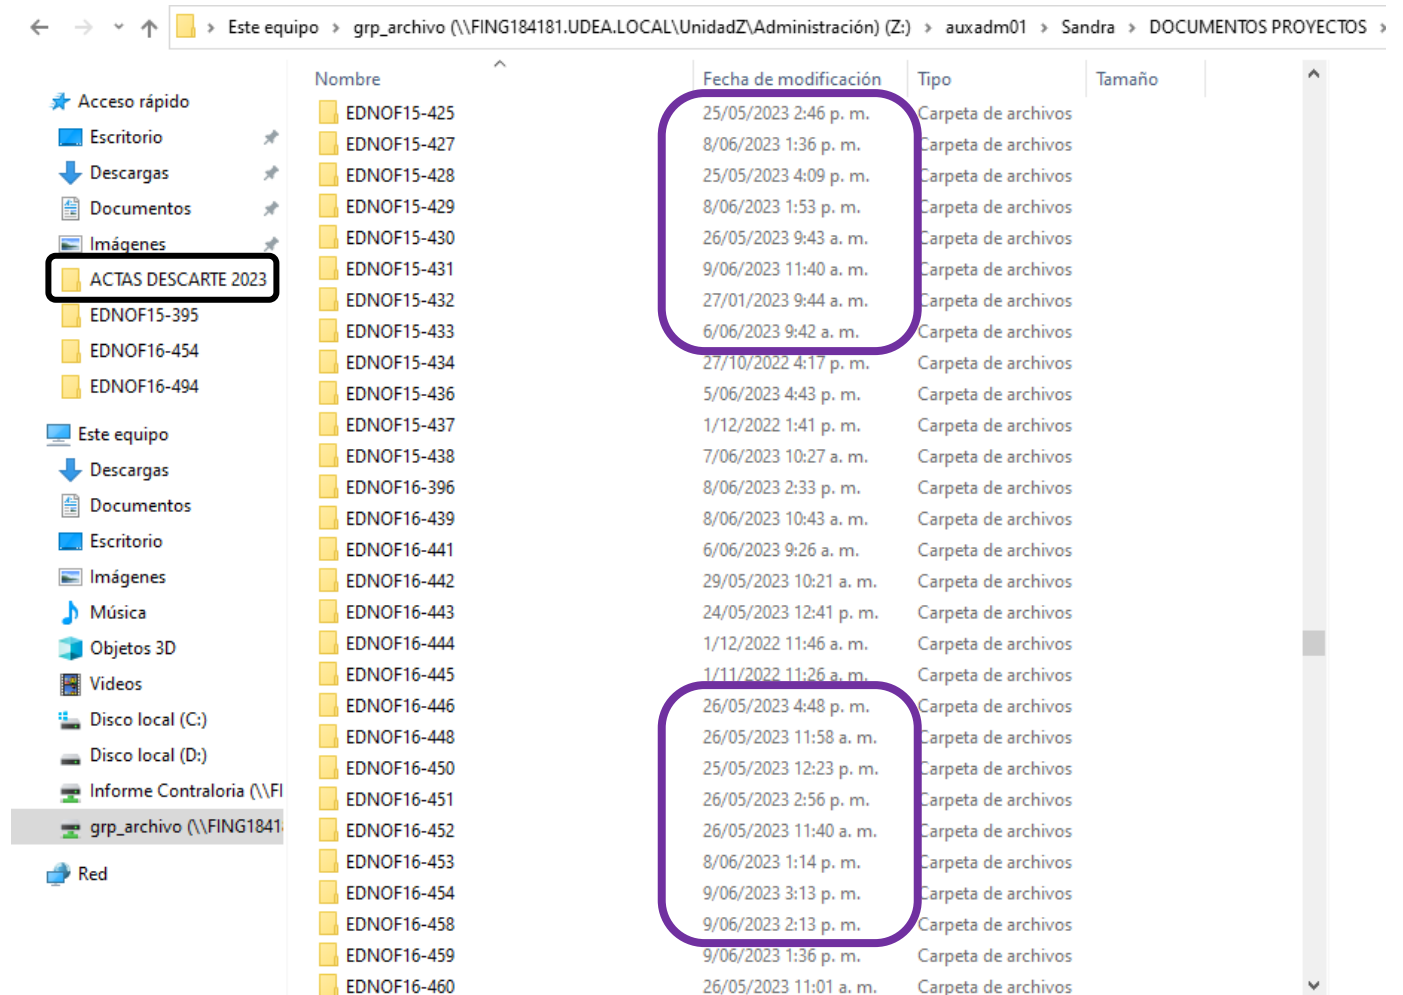 Este equipo > grp_archivo (\\FING184181.UDEA.LOCAL\UnidadZ\Administración) (Z:) > auxadm01 > Sandra > DOCUMENTOS PROYECTOS >
Acceso rápido
Escritorio
Descargas
Documentos
Imágenes
ACTAS DESCARTE 2023
EDNOF15-395
EDNOF16-454
EDNOF16-494
Este equipo
Descargas
Documentos
Escritorio
Imágenes
Música
Objetos 3D
Videos
Disco local (C:)
Disco local (D:)
Informe Contraloria (\\FI
grp_archivo (\\FING1841
Red
Nombre Fecha de modificación Tipo Tamaño
EDNOF15-425 25/05/2023 2:46 p. m. Carpeta de archivos
EDNOF15-427 8/06/2023 1:36 p. m. Carpeta de archivos
EDNOF15-428 25/05/2023 4:09 p. m. Carpeta de archivos
EDNOF15-429 8/06/2023 1:53 p. m. Carpeta de archivos
EDNOF15-430 26/05/2023 9:43 a. m. Carpeta de archivos
EDNOF15-431 9/06/2023 11:40 a. m. Carpeta de archivos
EDNOF15-432 27/01/2023 9:44 a. m. Carpeta de archivos
EDNOF15-433 6/06/2023 9:42 a. m. Carpeta de archivos
EDNOF15-434 27/10/2022 4:17 p. m. Carpeta de archivos
EDNOF15-436 5/06/2023 4:43 p. m. Carpeta de archivos
EDNOF15-437 1/12/2022 1:41 p. m. Carpeta de archivos
EDNOF15-438 7/06/2023 10:27 a. m. Carpeta de archivos
EDNOF16-396 8/06/2023 2:33 p. m. Carpeta de archivos
EDNOF16-439 8/06/2023 10:43 a. m. Carpeta de archivos
EDNOF16-441 6/06/2023 9:26 a. m. Carpeta de archivos
EDNOF16-442 29/05/2023 10:21 a. m. Carpeta de archivos
EDNOF16-443 24/05/2023 12:41 p. m. Carpeta de archivos
EDNOF16-444 1/12/2022 11:46 a. m. Carpeta de archivos
EDNOF16-445 1/11/2022 11:26 a. m. Carpeta de archivos
EDNOF16-446 26/05/2023 4:48 p. m. Carpeta de archivos
EDNOF16-448 26/05/2023 11:58 a. m. Carpeta de archivos
EDNOF16-450 25/05/2023 12:23 p. m. Carpeta de archivos
EDNOF16-451 26/05/2023 2:56 p. m. Carpeta de archivos
EDNOF16-452 26/05/2023 11:40 a. m. Carpeta de archivos
EDNOF16-453 8/06/2023 1:14 p. m. Carpeta de archivos
EDNOF16-454 9/06/2023 3:13 p. m. Carpeta de archivos
EDNOF16-458 9/06/2023 2:13 p. m. Carpeta de archivos
EDNOF16-459 9/06/2023 1:36 p. m. Carpeta de archivos
EDNOF16-460 26/05/2023 11:01 a. m. Carpeta de archivos